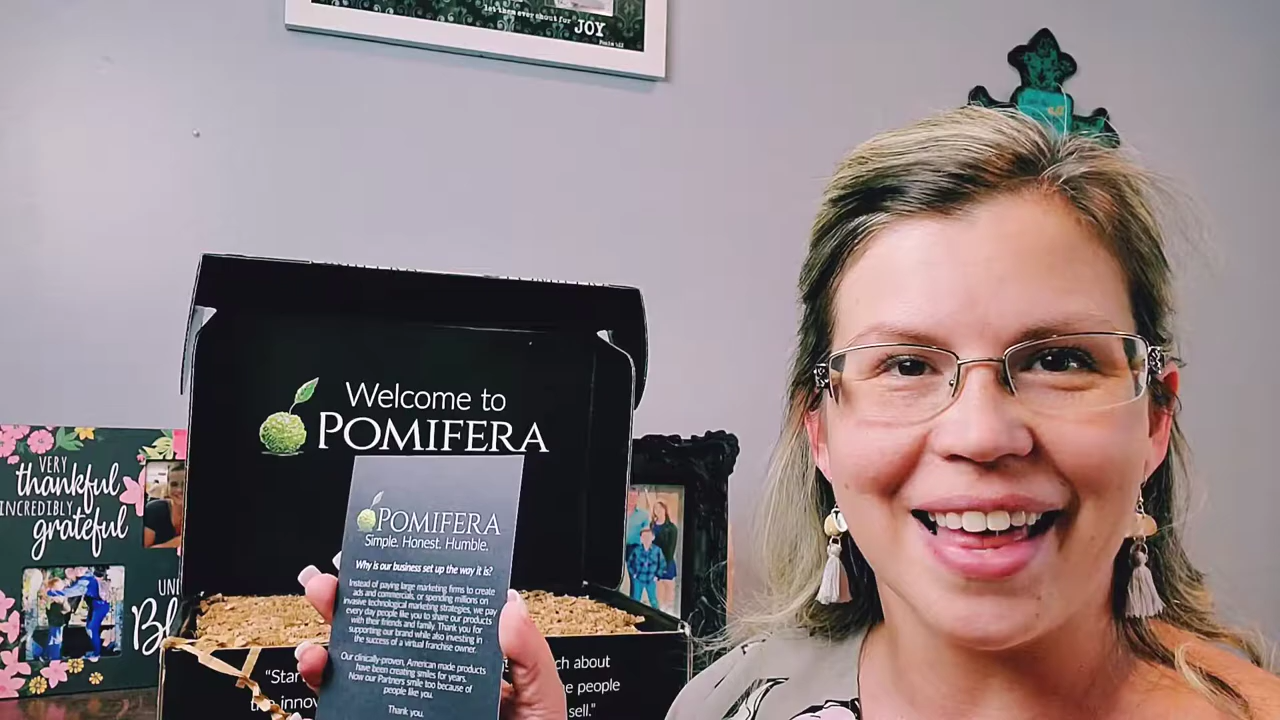 let them ever shout for
JOY
Welcome to
POMIFERA
VERY
thankful
INCREDIBLY
grateful
POMIFERA
Simple. Honest. Humble.
Why is our business set up the way it is?
Instead of paying large marketing firms to create
ads and commercials, or spending millions on
invasive technological marketing strategies, we pay
every day people like you to share our products
with their friends and family. Thank you for
supporting our brand while also investing in
the success of a virtual franchise owner.
Our clinically-proven, American made products
have been creating smiles for years.
Now our Partners smile too because of
people like you.
Thank you.
ch about
e people
sell."